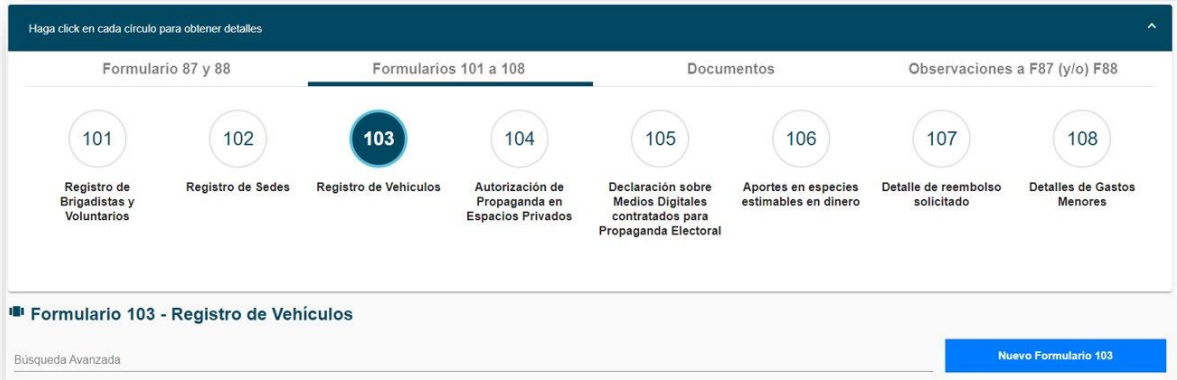 Haga click en cada círculo para obtener detalles
Formulario 87 y 88
Formularios 101 a 108
Documentos
Observaciones a F87 (y/o) F88
101
102
103
104
105
106
107
108
Registro de
Brigadistas y
Voluntarios
Registro de Sedes
Registro de Vehículos
Autorización de
Propaganda en
Espacios Privados
Declaración sobre
Medios Digitales
contratados para
Propaganda Electoral
Aportes en especies
estimables en dinero
Detalle de reembolso
solicitado
Detalles de Gastos
Menores
Formulario 103 - Registro de Vehículos
Búsqueda Avanzada
Nuevo Formulario 103